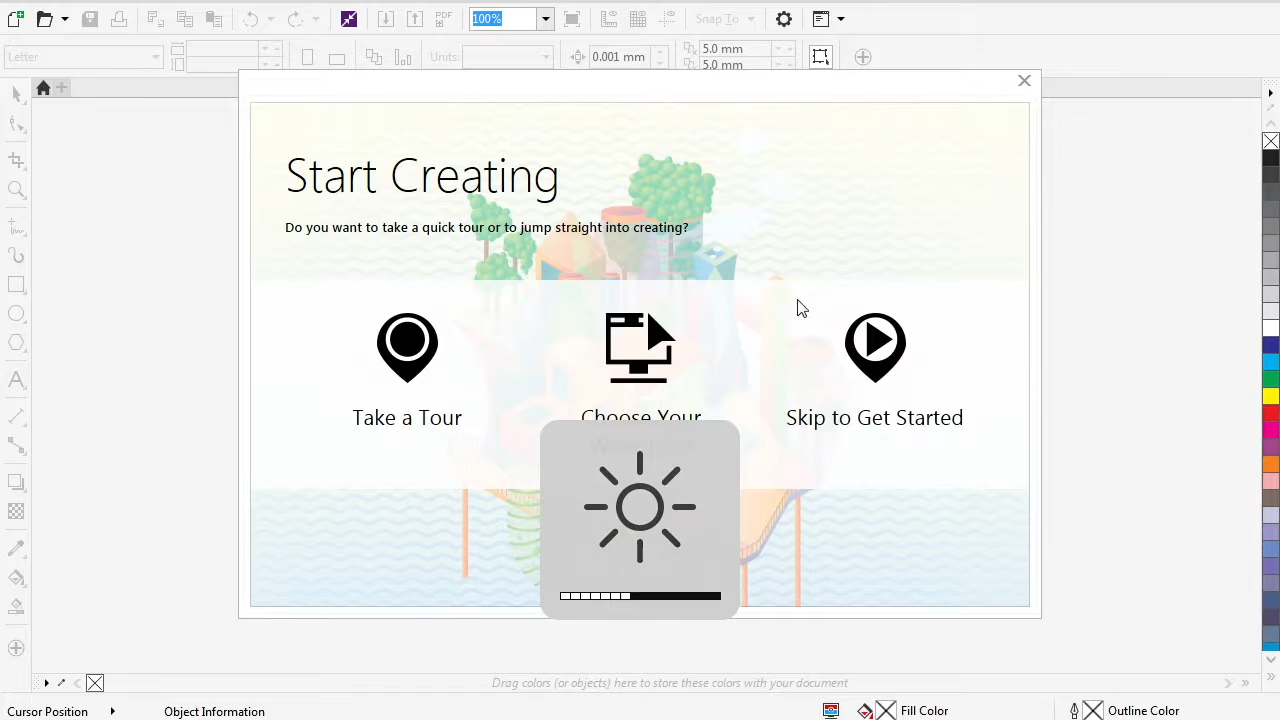 PDF
100%
Snap To
Letter
Units:
0.001 mm
5.0 mm
5.0 mm
Start Creating
Do you want to take a quick tour or to jump straight into creating?
Take a Tour
Choose Your
Skip to Get Started
Drag colors (or objects) here to store these colors with your document
Cursor Position
Object Information
Fill Color
Outline Color